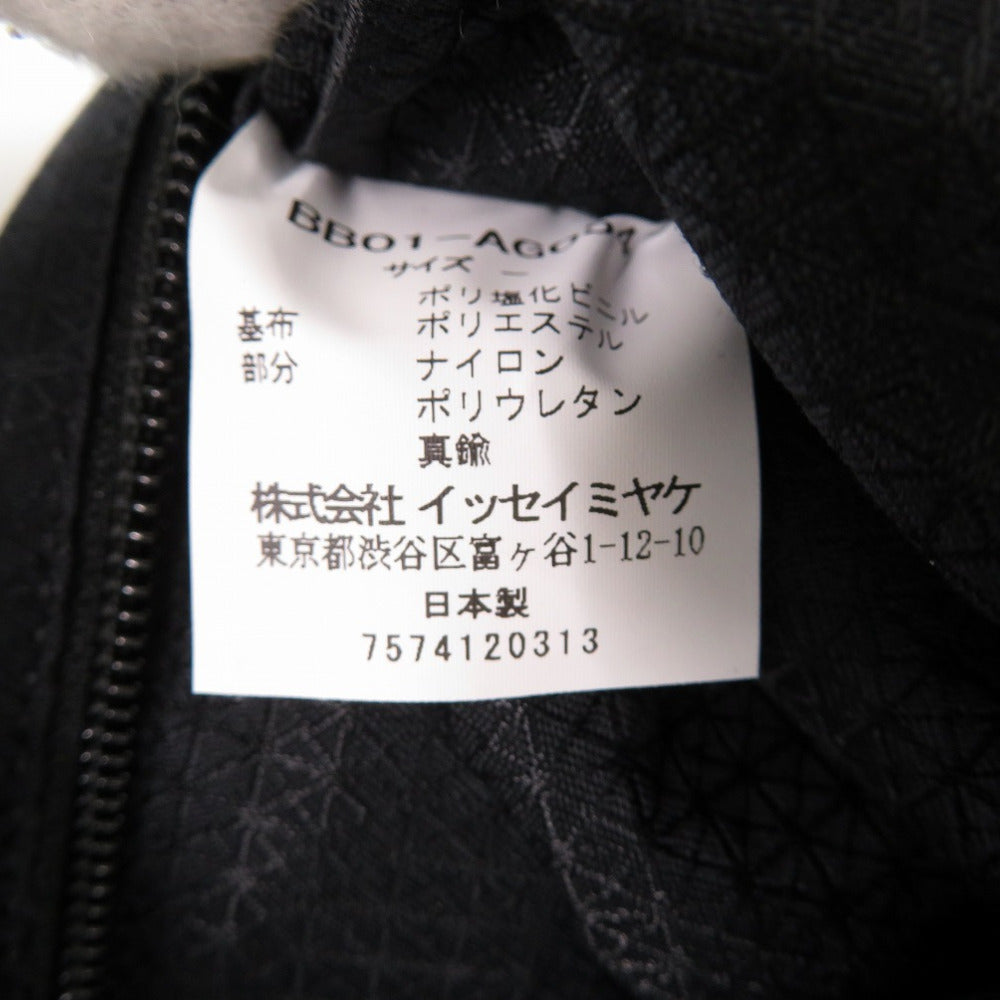 サイズ －
ポリ塩化ビニル
基布 ポリエステル
部分 ナイロン
ポリウレタン
真鍮
株式会社 イッセイミヤケ
東京都渋谷区富ヶ谷1-12-10
日本製
7574120313